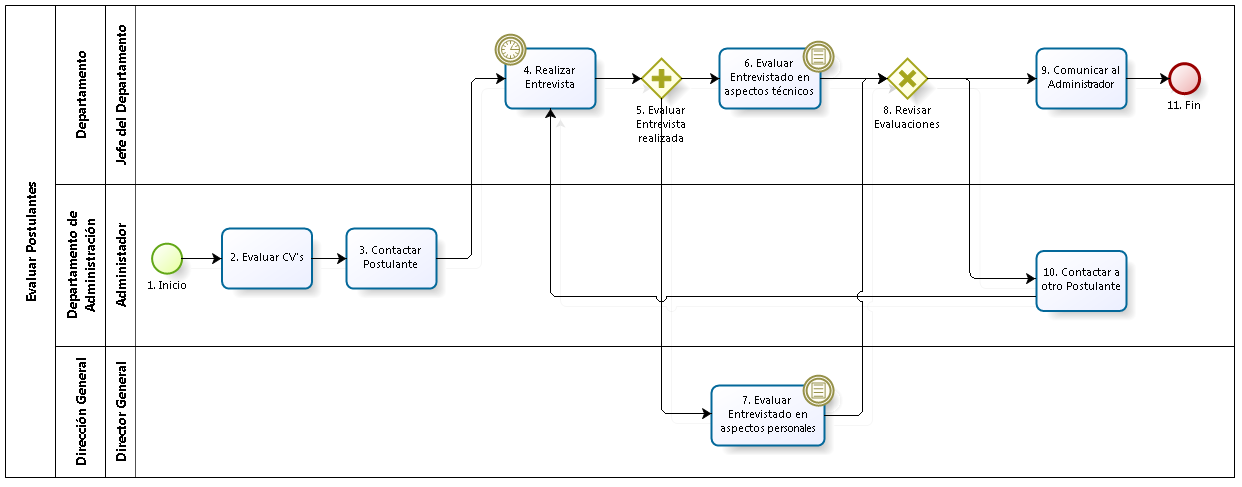 Evaluar Postulantes
Departamento
Jefe del Departamento
4. Realizar
Entrevista
5. Evaluar
Entrevista
realizada
6. Evaluar
Entrevistado en
aspectos técnicos
8. Revisar
Evaluaciones
9. Comunicar al
Administrador
11. Fin
Departamento de
Administración
Administador
1. Inicio
2. Evaluar CV's
3. Contactar
Postulante
10. Contactar a
otro Postulante
Dirección General
Director General
7. Evaluar
Entrevistado en
aspectos personales